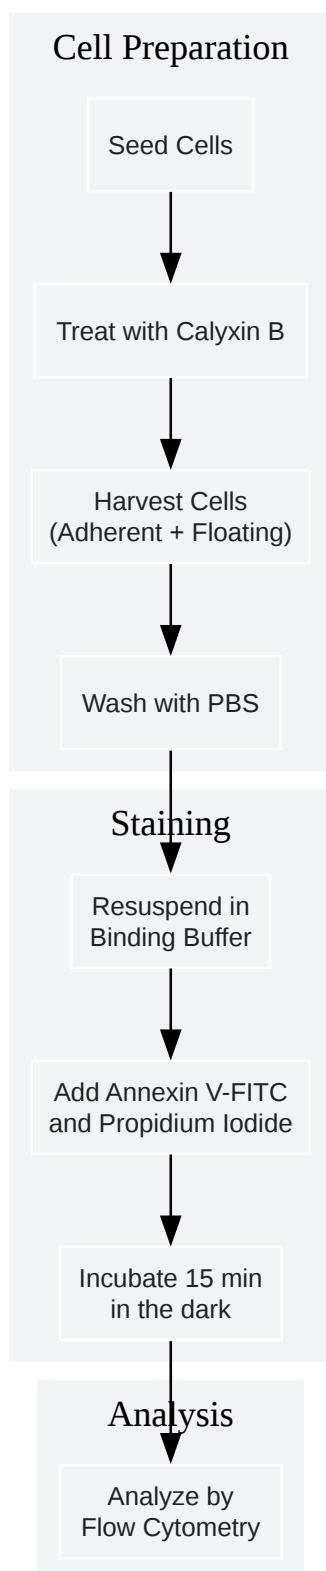 Cell Preparation
Seed Cells
Treat with Calyxin B
Harvest Cells
(Adherent + Floating)
Wash with PBS
Staining
Resuspend in
Binding Buffer
Add Annexin V-FITC
and Propidium Iodide
Incubate 15 min
in the dark
Analysis
Analyze by
Flow Cytometry